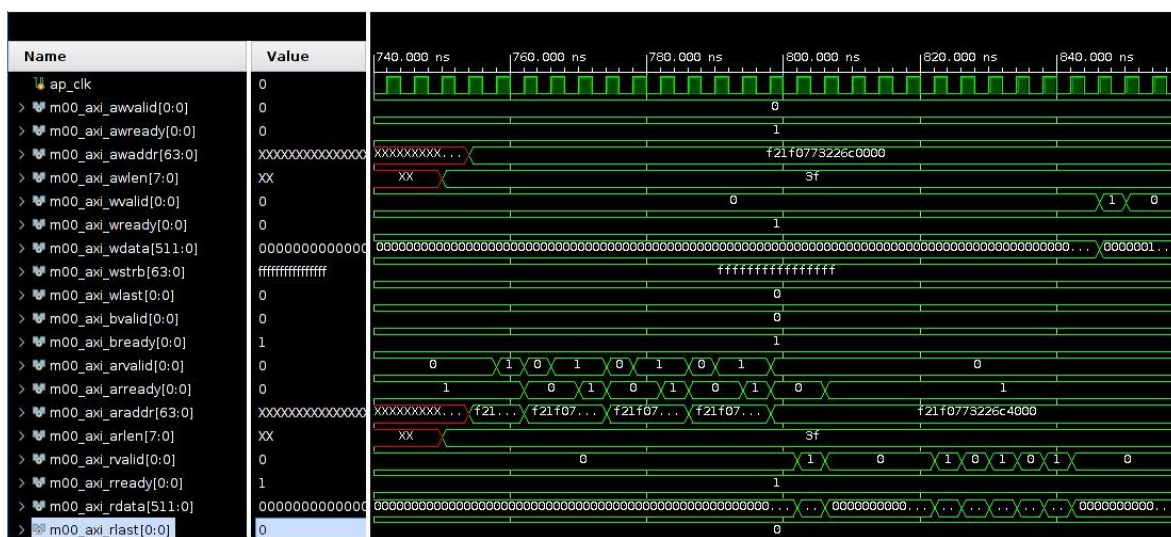 Name Value 740.000 ns 760.000 ns 780.000 ns 800.000 ns 820.000 ns 840.000 ns
ap_clk 0
m00_axi_awvalid[0:0] 0 0
m00_axi_awready[0:0] 0 1
m00_axi_awaddr[63:0] XXXXXXXXXXXXXX XXXXXXXXX... f21f0773226c0000
m00_axi_awlen[7:0] XX XX 3f
m00_axi_wvalid[0:0] 0 0 1 0
m00_axi_wready[0:0] 0 1
m00_axi_wdata[511:0] ... 0000001...
m00_axi_wstrb[63:0] ffffffffffffffff ffffffffffffffff
m00_axi_wlast[0:0] 0 0
m00_axi_bvalid[0:0] 0 0
m00_axi_bready[0:0] 1 1
m00_axi_arvalid[0:0] 0 0 1 0 1 0 1 0 1 0
m00_axi_arready[0:0] 0 1 0 1 0 1 0 1 0 1
m00_axi_araddr[63:0] XXXXXXXXXXXXXX XXXXXXXXX... f21... f21f07... f21f07... f21f07... f21f0773226c4000
m00_axi_arlen[7:0] XX XX 3f
m00_axi_rvalid[0:0] 0 0 1 0 1 0 1 0 1 0
m00_axi_rready[0:0] 1 1
m00_axi_rdata[511:0] ... .. 0000000000... .. .. .. .. .. 0000000000...
m00_axi_rlast[0:0] 0 0